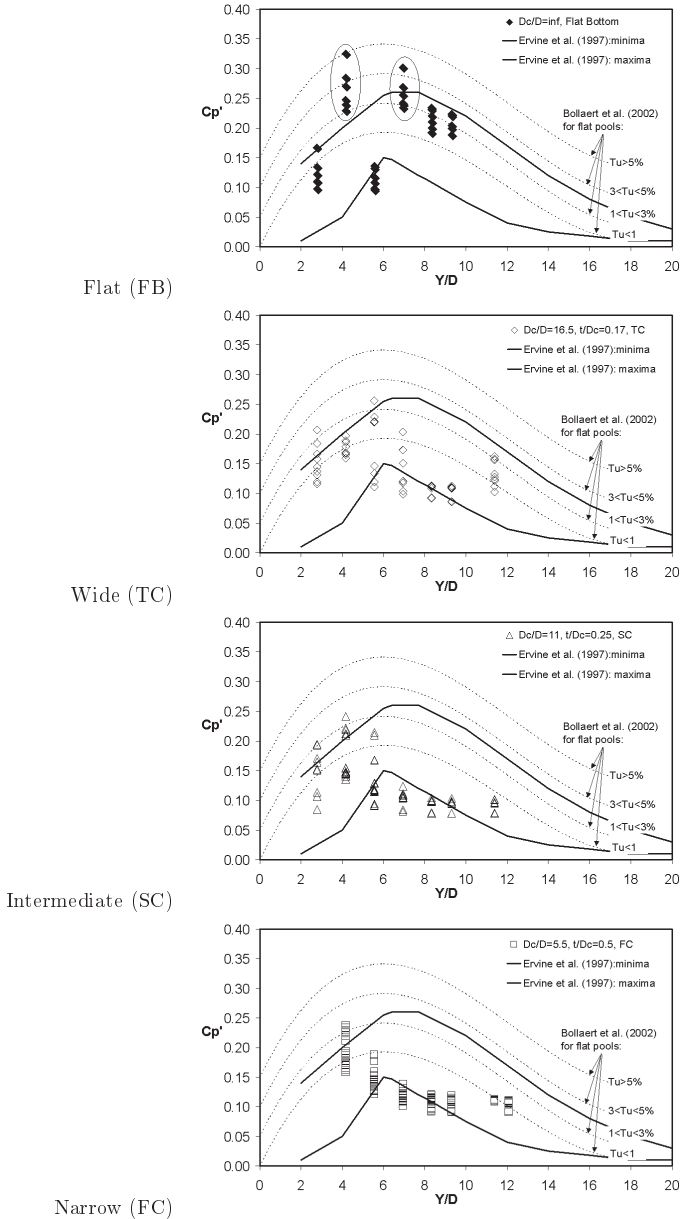 0.40
0.35
0.30
0.25
Cp'
0.20
0.15
0.10
0.05
0.00
0 2 4 6 8 10 12 14 16 18 20
Y/D
Dc/D=inf, Flat Bottom
Ervine et al. (1997):minima
Ervine et al. (1997): maxima
Bollaert et al. (2002)
for flat pools:
Tu>5%
3<Tu<5%
1<Tu<3%
Tu<1
Flat (FB)
0.40
0.35
0.30
0.25
Cp'
0.20
0.15
0.10
0.05
0.00
0 2 4 6 8 10 12 14 16 18 20
Y/D
Dc/D=16.5, t/Dc=0.17, TC
Ervine et al. (1997):minima
Ervine et al. (1997): maxima
Bollaert et al. (2002)
for flat pools:
Tu>5%
3<Tu<5%
1<Tu<3%
Tu<1
Wide (TC)
0.40
0.35
0.30
0.25
Cp'
0.20
0.15
0.10
0.05
0.00
0 2 4 6 8 10 12 14 16 18 20
Y/D
Dc/D=11, t/Dc=0.25, SC
Ervine et al. (1997):minima
Ervine et al. (1997): maxima
Bollaert et al. (2002)
for flat pools:
Tu>5%
3<Tu<5%
1<Tu<3%
Tu<1
Intermediate (SC)
0.40
0.35
0.30
0.25
Cp'
0.20
0.15
0.10
0.05
0.00
0 2 4 6 8 10 12 14 16 18 20
Y/D
Dc/D=5.5, t/Dc=0.5, FC
Ervine et al. (1997):minima
Ervine et al. (1997): maxima
Bollaert et al. (2002)
for flat pools:
Tu>5%
3<Tu<5%
1<Tu<3%
Tu<1
Narrow (FC)